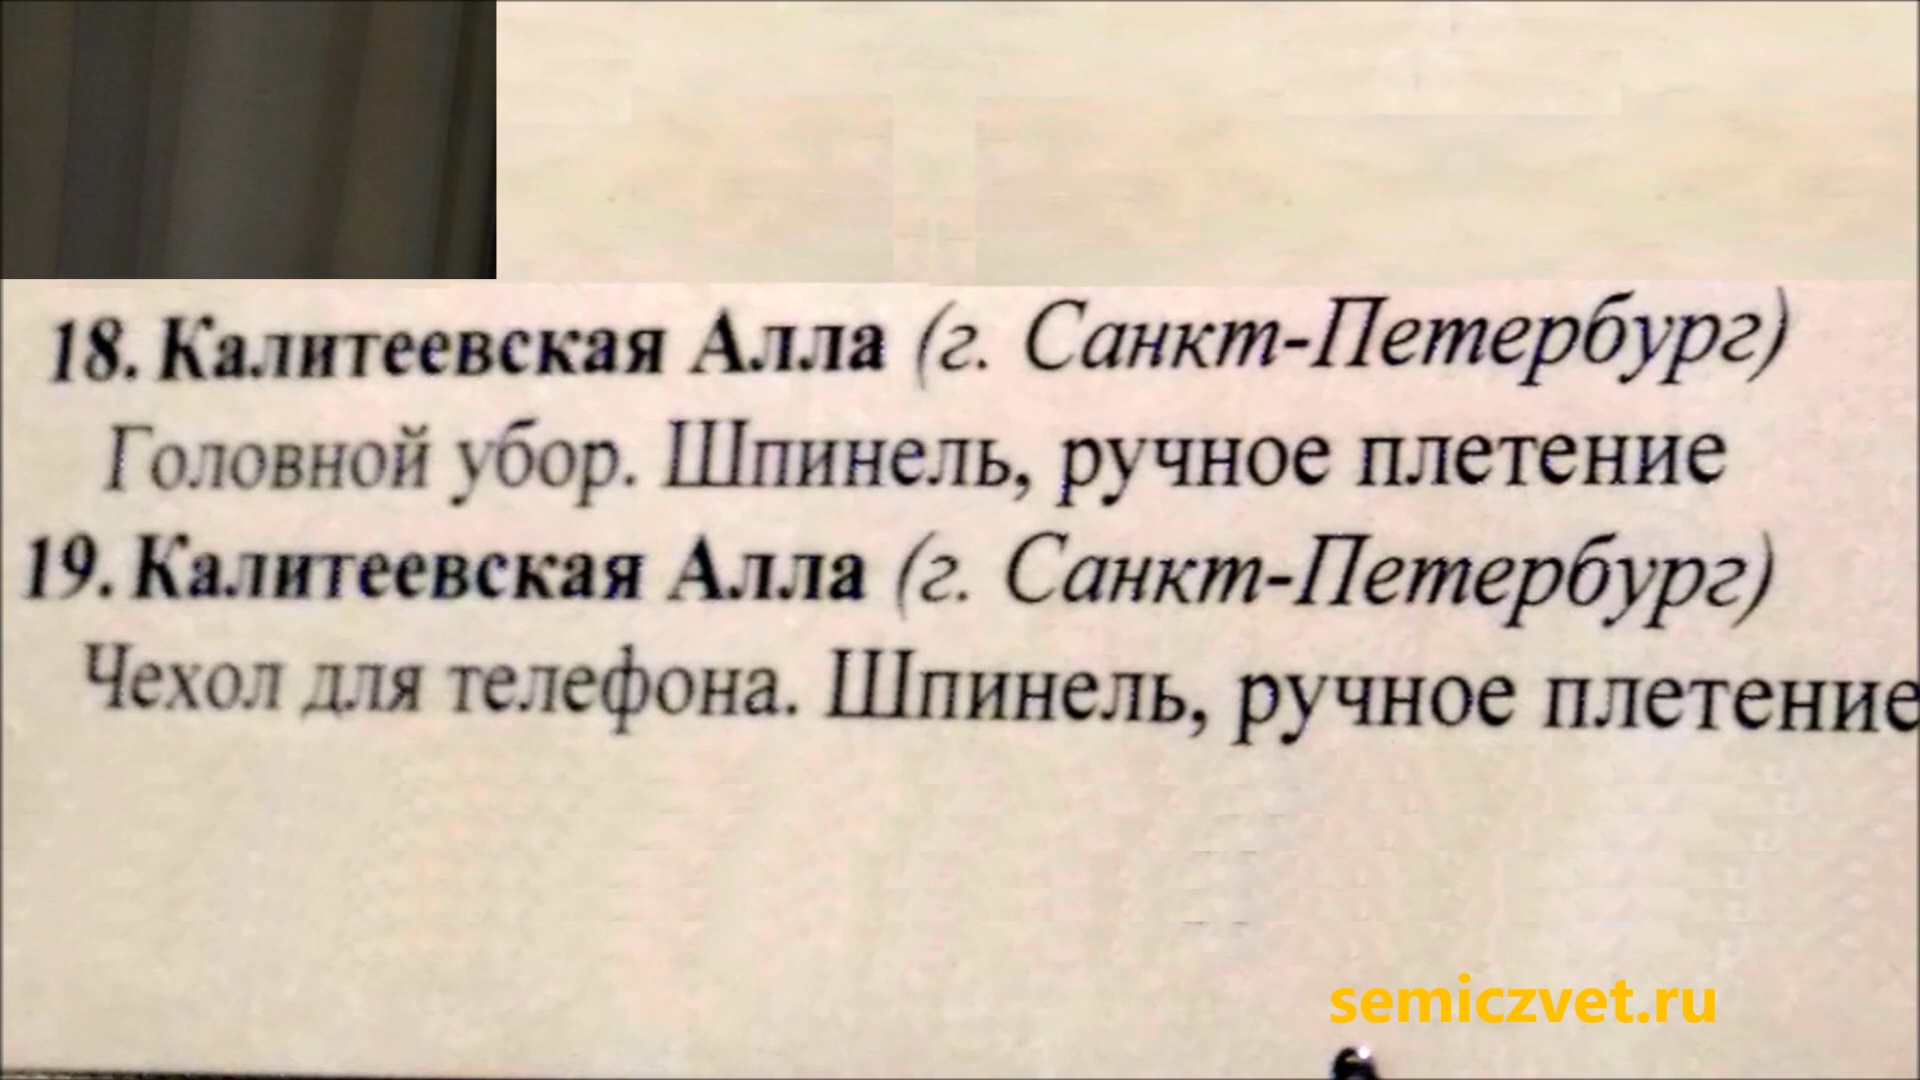 18. Калитеевская Алла (г. Санкт-Петербург)
Головной убор. Шпинель, ручное плетение
19. Калитеевская Алла (г. Санкт-Петербург)
Чехол для телефона. Шпинель, ручное плетение
semiczvet.ru